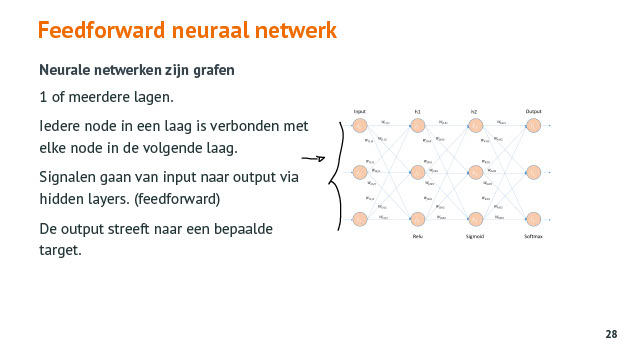 Feedforward neuraal netwerk
Neurale netwerken zijn grafen
1 of meerdere lagen.
Iedere node in een laag is verbonden met
elke node in de volgende laag.
Signalen gaan van input naar output via
hidden layers. (feedforward)
De output streeft naar een bepaalde
target.
Input h1 h2 Output
Relu Sigmoid Softmax
28